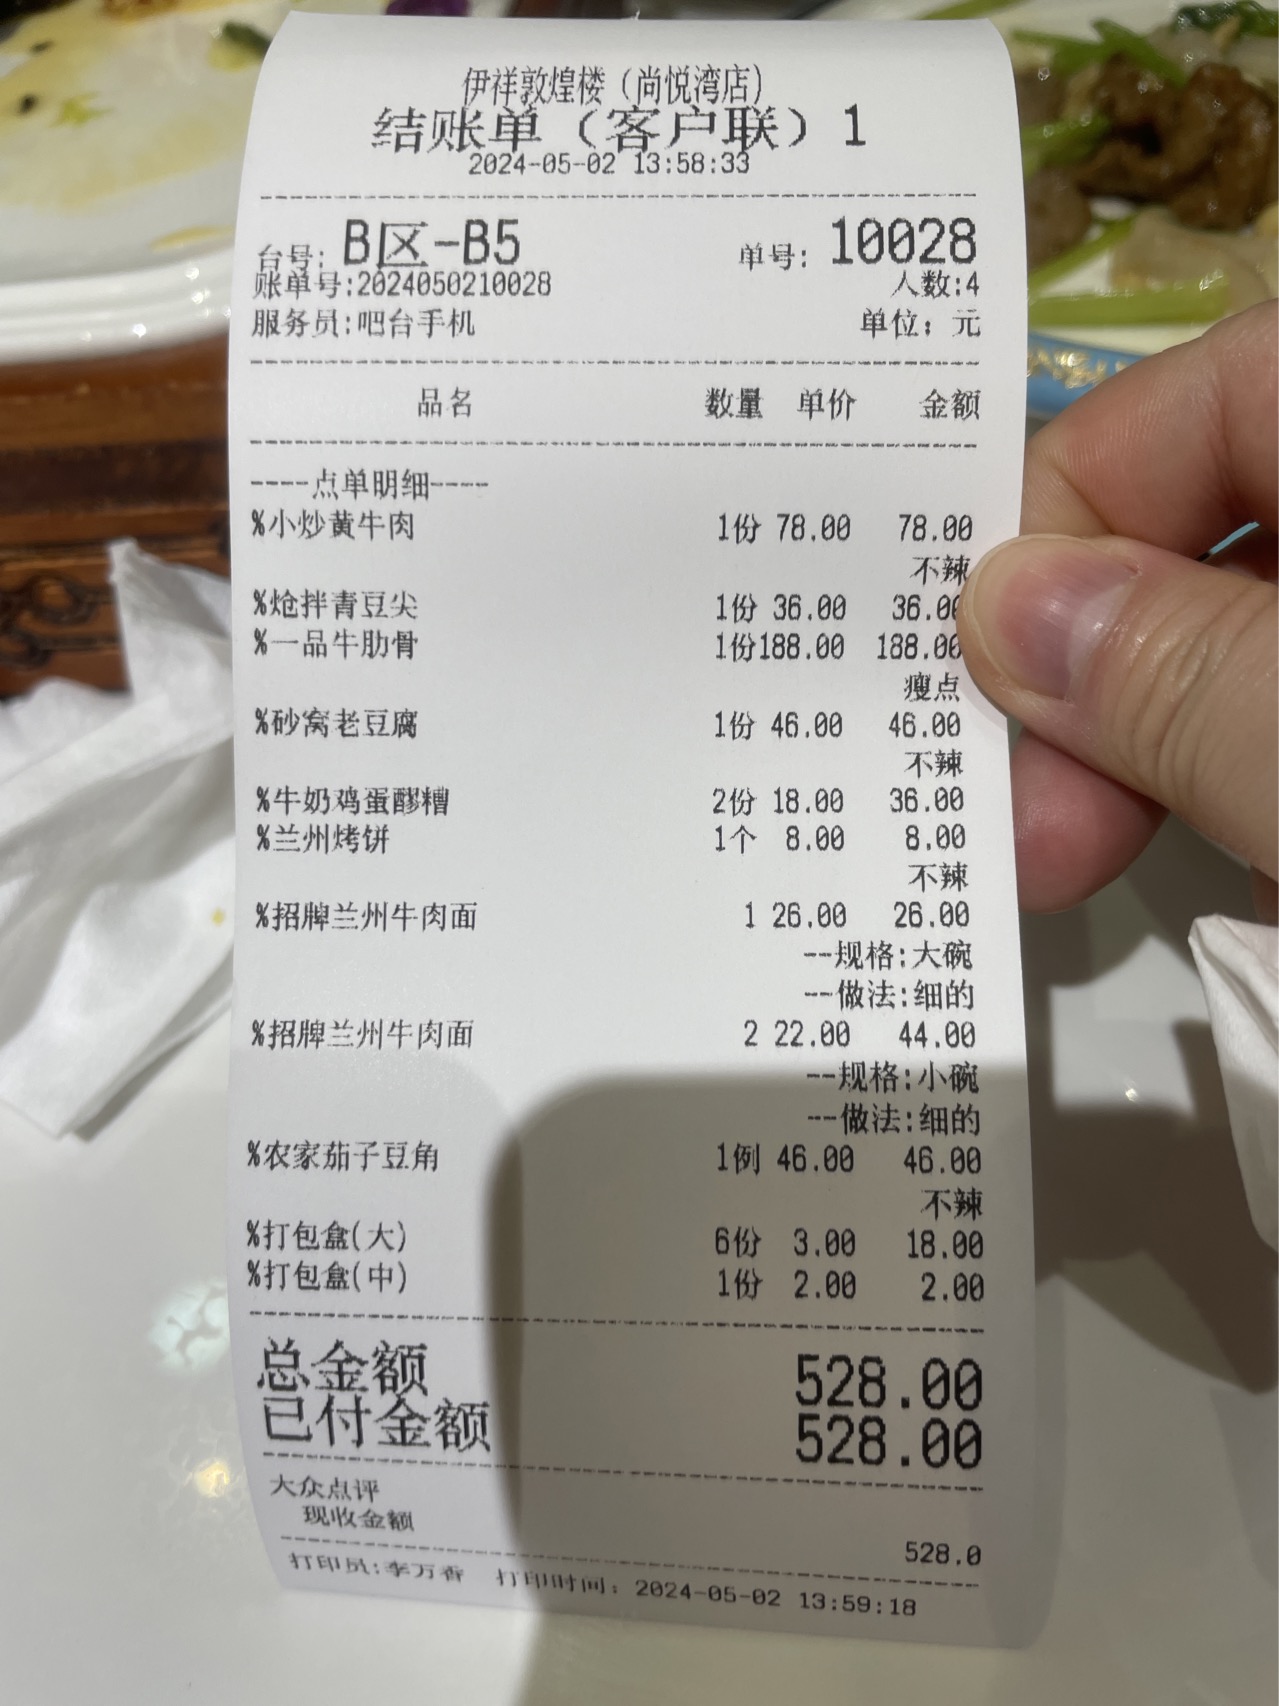 伊祥敦煌楼（尚悦湾店）
结账单（客户联）1
2024-05-02 13:58:33
台号: B区-B5 单号: 10028
账单号:2024050210028 人数:4
服务员:吧台手机 单位: 元
品名 数量 单价 金额
----点单明细----
%小炒黄牛肉 1份 78.00 78.00
不辣
%炝拌青豆尖 1份 36.00 36.00
%一品牛肋骨 1份188.00 188.00
瘦点
%砂窝老豆腐 1份 46.00 46.00
不辣
%牛奶鸡蛋醪糟 2份 18.00 36.00
%兰州烤饼 1个 8.00 8.00
不辣
%招牌兰州牛肉面 1 26.00 26.00
--规格:大碗
--做法:细的
%招牌兰州牛肉面 2 22.00 44.00
--规格:小碗
--做法:细的
%农家茄子豆角 1例 46.00 46.00
不辣
%打包盒(大) 6份 3.00 18.00
%打包盒(中) 1份 2.00 2.00
总金额 528.00
已付金额 528.00
大众点评
现收金额 528.0
打印员:李万香 打印时间: 2024-05-02 13:59:18